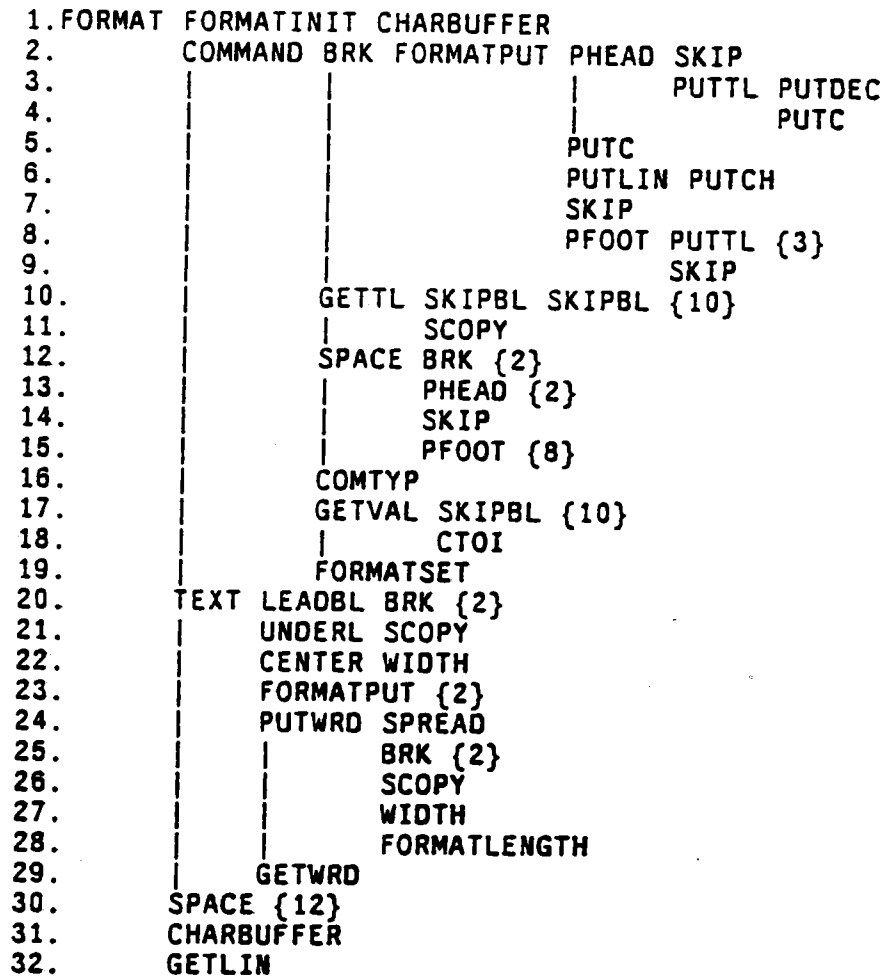 1.FORMAT FORMATINIT CHARBUFFER
2. COMMAND BRK FORMATPUT PHEAD SKIP
3. PUTTL PUTDEC
4. PUTC
5. PUTC
6. PUTLIN PUTCH
7. SKIP
8. PFOOT PUTTL {3}
9. SKIP
10. GETTL SKIPBL SKIPBL {10}
11. SCOPY
12. SPACE BRK {2}
13. PHEAD {2}
14. SKIP
15. PFOOT {8}
16. COMTYP
17. GETVAL SKIPBL {10}
18. CTOI
19. FORMATSET
20. TEXT LEADBL BRK {2}
21. UNDERL SCOPY
22. CENTER WIDTH
23. FORMATPUT {2}
24. PUTWRD SPREAD
25. BRK {2}
26. SCOPY
27. WIDTH
28. FORMATLENGTH
29. GETWRD
30. SPACE {12}
31. CHARBUFFER
32. GETLIN